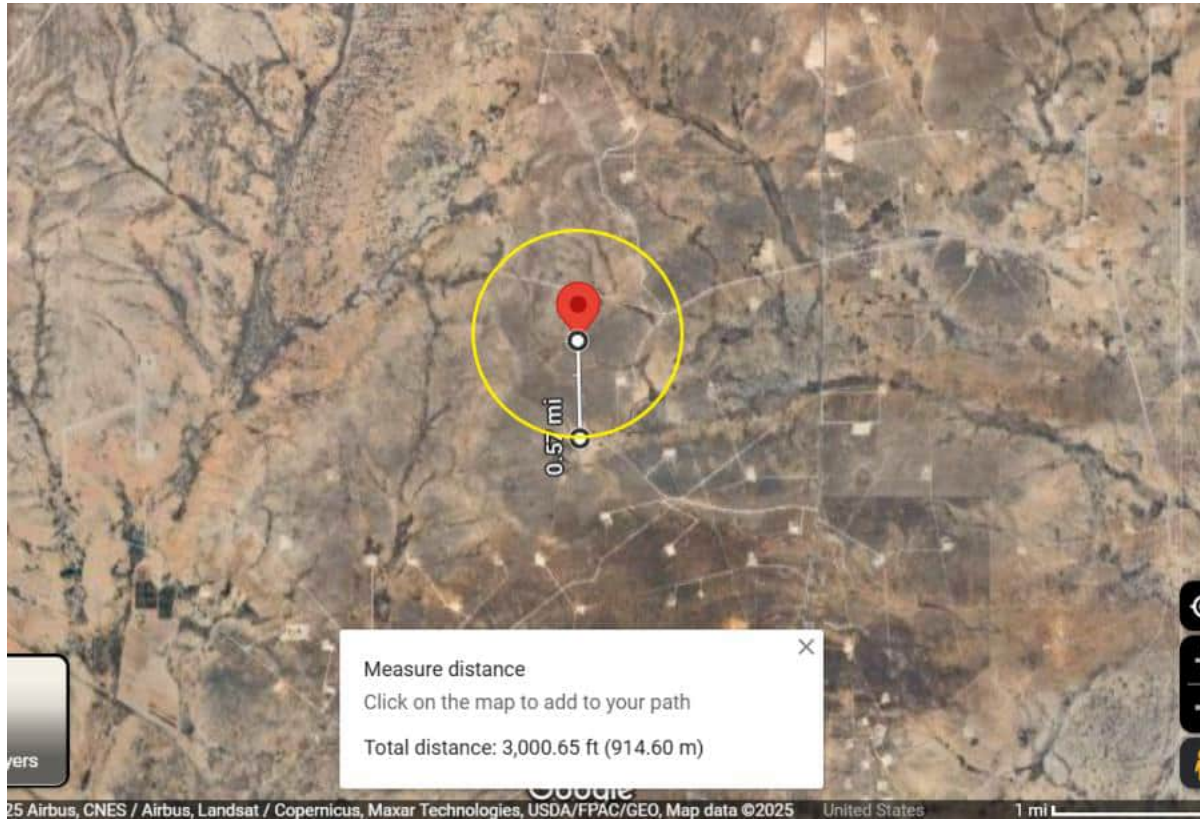 0.57 mi
Measure distance
Click on the map to add to your path
Total distance: 3,000.65 ft (914.60 m)
yers
Google
25 Airbus, CNES / Airbus, Landsat / Copernicus, Maxar Technologies, USDA/FPAC/GEO, Map data ©2025 United States 1 mi